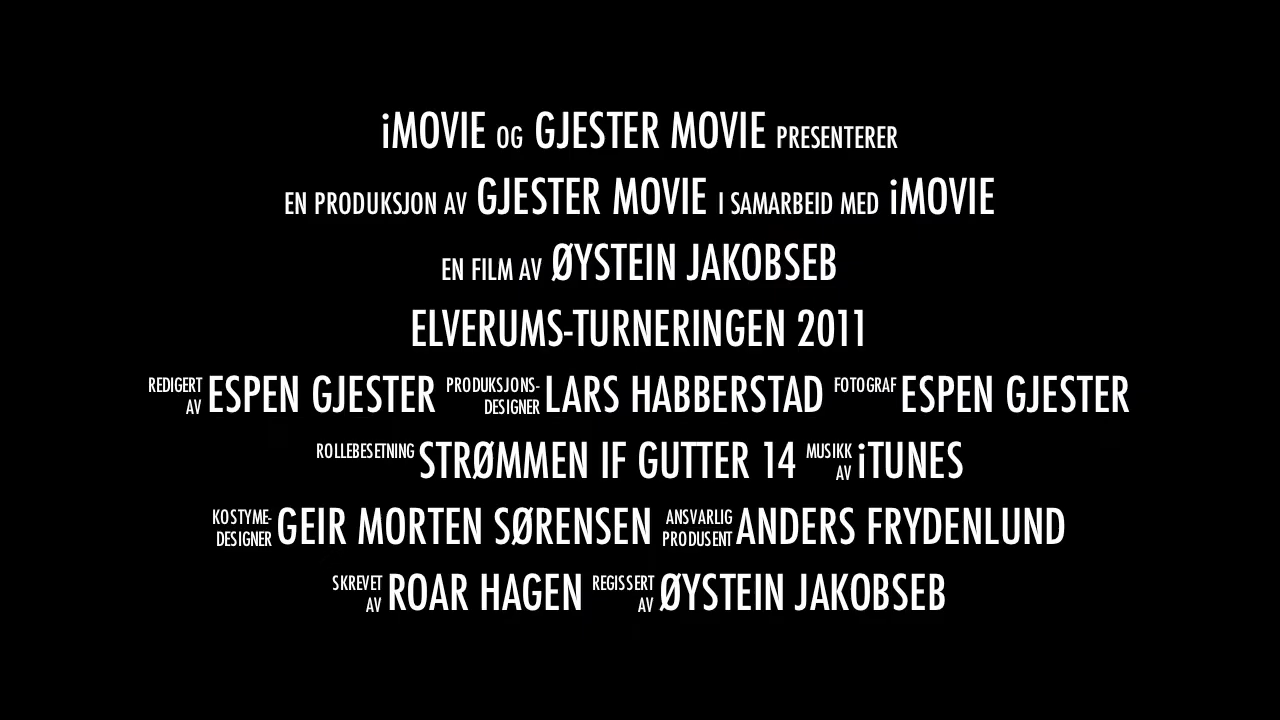 iMOVIE OG GJESTER MOVIE PRESENTERER
EN PRODUKSJON AV GJESTER MOVIE I SAMARBEID MED iMOVIE
EN FILM AV ØYSTEIN JAKOBSEB
ELVERUMS-TURNERINGEN 2011
REDIGERT AV ESPEN GJESTER PRODUKSJONS-DESIGNER LARS HABBERSTAD FOTOGRAF ESPEN GJESTER
ROLLEBESETNING STRØMMEN IF GUTTER 14 MUSIKK AV iTUNES
KOSTYME-DESIGNER GEIR MORTEN SØRENSEN ANSVARLIG PRODUSENT ANDERS FRYDENLUND
SKREVET AV ROAR HAGEN REGISSERT AV ØYSTEIN JAKOBSEB